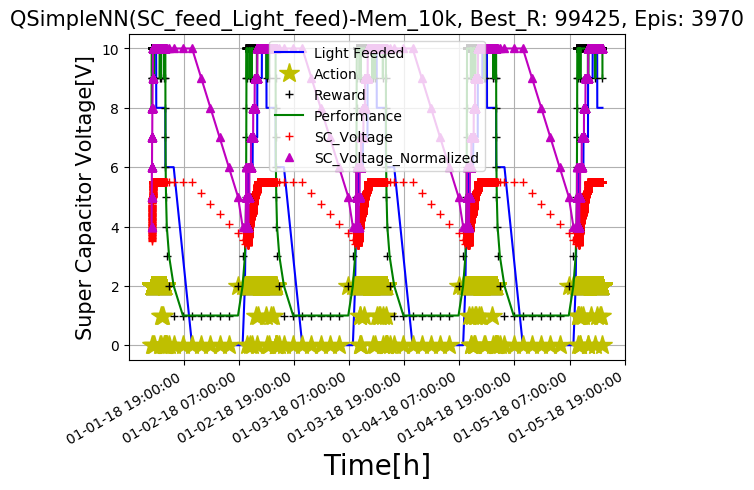 QSimpleNN(SC_feed_Light_feed)-Mem_10k, Best_R: 99425, Epis: 3970
Super Capacitor Voltage[V]
10
8
6
4
2
0
Light Feeded
Action
Reward
Performance
SC_Voltage
SC_Voltage_Normalized
01-01-18 19:00:00
01-02-18 07:00:00
01-02-18 19:00:00
01-03-18 07:00:00
01-03-18 19:00:00
01-04-18 07:00:00
01-04-18 19:00:00
01-05-18 07:00:00
01-05-18 19:00:00
Time[h]